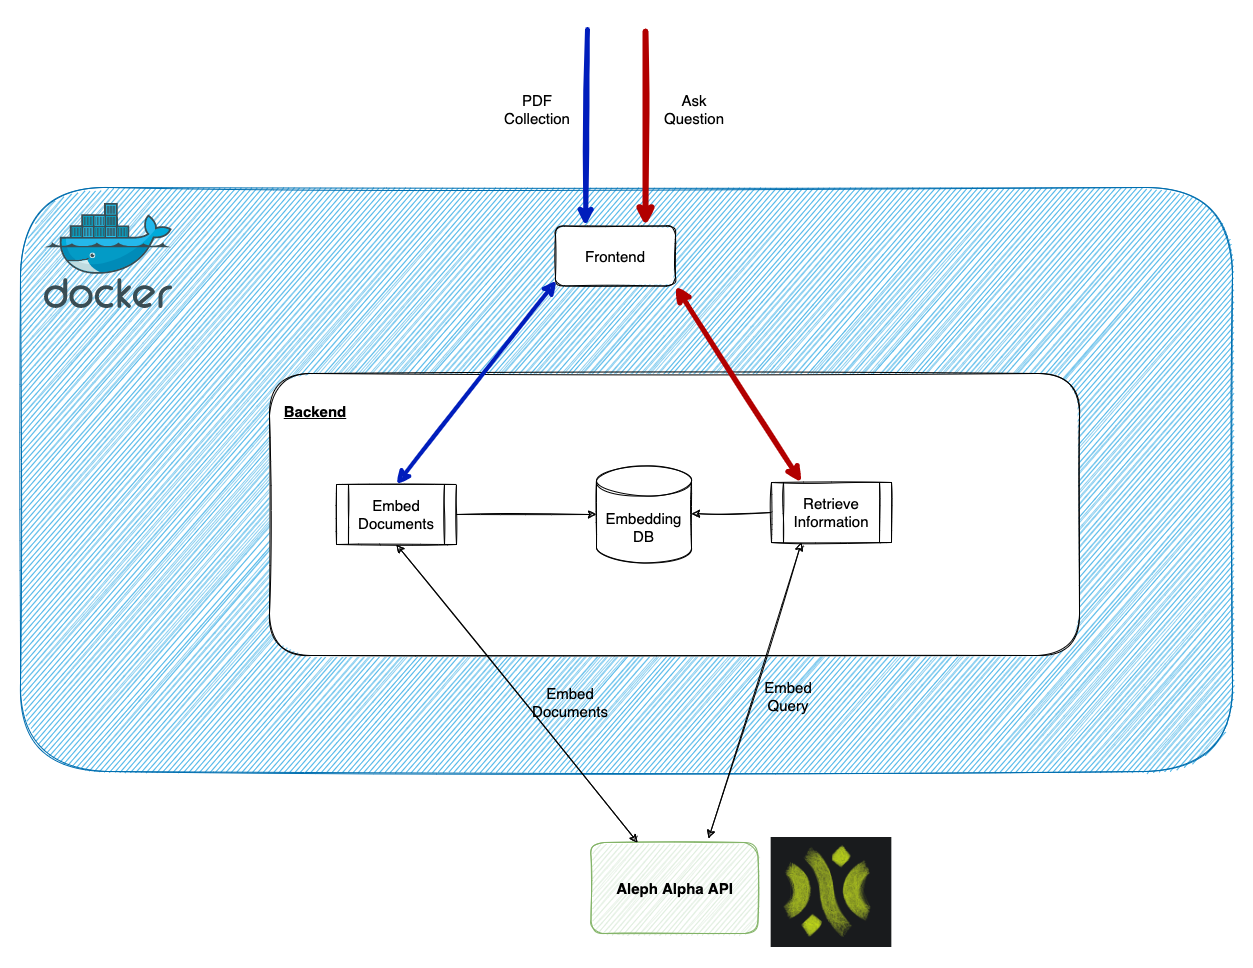 PDF
Collection
Ask
Question
docker
Frontend
Backend
Embed
Documents
Embedding
DB
Retrieve
Information
Embed
Documents
Embed
Query
Aleph Alpha API